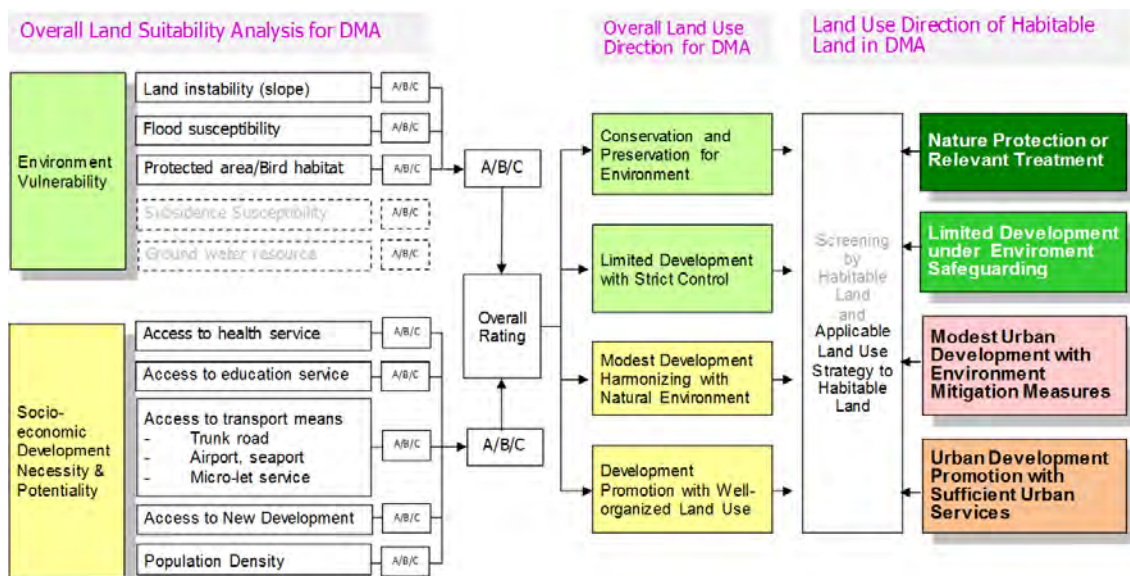 Overall Land Suitability Analysis for DMA
Overall Land Use
Direction for DMA
Land Use Direction of Habitable
Land in DMA
Environment
Vulnerability
Land instability (slope)
A/B/C
Flood susceptibility
A/B/C
Protected area/Bird habitat
A/B/C
Subsidence Susceptibility
A/B/C
Ground water resource
A/B/C
A/B/C
Socio-
economic
Development
Necessity &
Potentiality
Access to health service
A/B/C
Access to education service
A/B/C
Access to transport means
- Trunk road
- Airport, seaport
- Micro-let service
A/B/C
Access to New Development
A/B/C
Population Density
A/B/C
A/B/C
Overall
Rating
Conservation and
Preservation for
Environment
Limited Development
with Strict Control
Modest Development
Harmonizing with
Natural Environment
Development
Promotion with Well-
organized Land Use
Screening
by
Habitable
Land
and
Applicable
Land Use
Strategy to
Habitable
Land
Nature Protection or
Relevant Treatment
Limited Development
under Enviroment
Safeguarding
Modest Urban
Development with
Environment
Mitigation Measures
Urban Development
Promotion with
Sufficient Urban
Services